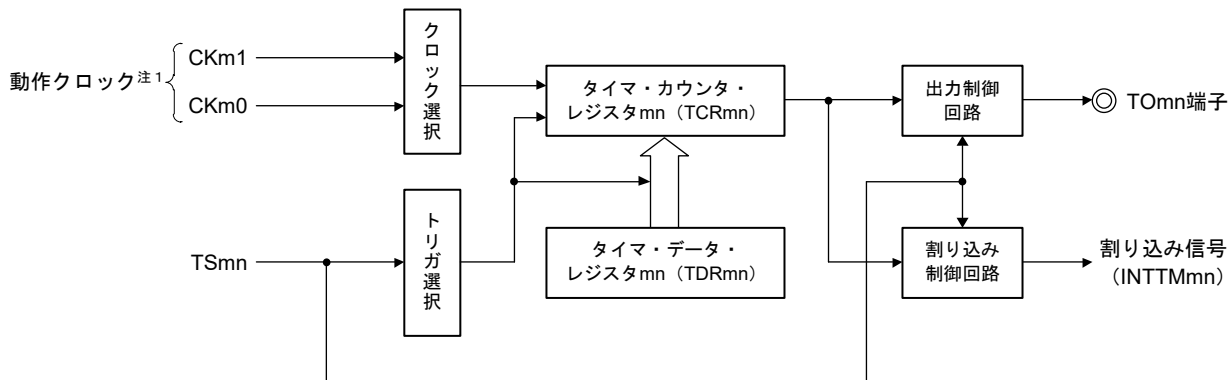 動作クロック注1
CKm1
CKm0
クロック選択
タイマ・カウンタ・
レジスタmn（TCRmn）
出力制御
回路
TOmn端子
TSmn
トリガ選択
タイマ・データ・
レジスタmn（TDRmn）
割り込み
制御回路
割り込み信号
（INTTMmn）